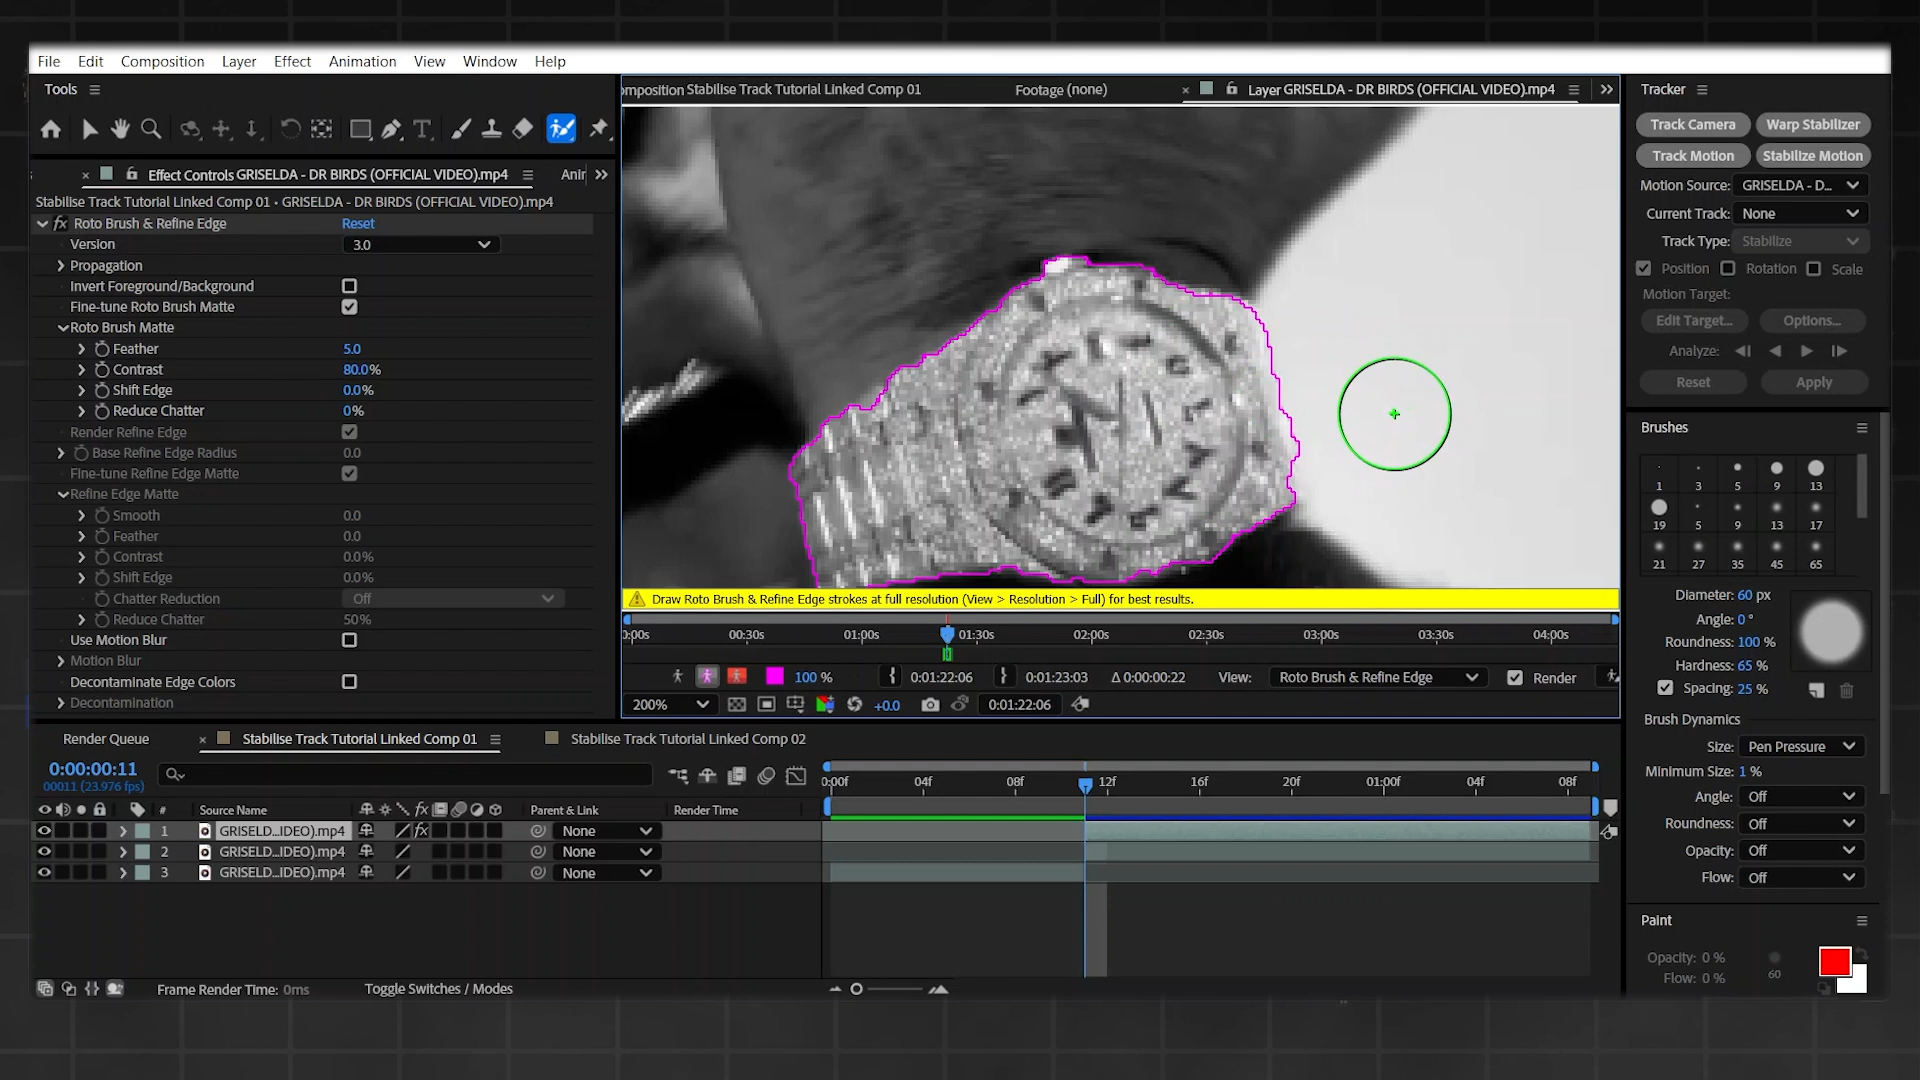 File Edit Composition Layer Effect Animation View Window Help
Tools
Effect Controls GRISELDA - DR BIRDS (OFFICIAL VIDEO).mp4
Stabilise Track Tutorial Linked Comp 01 • GRISELDA - DR BIRDS (OFFICIAL VIDEO).mp4
fx Roto Brush & Refine Edge Reset
Version 3.0
Propagation
Invert Foreground/Background
Fine-tune Roto Brush Matte
Roto Brush Matte
Feather 5.0
Contrast 80.0%
Shift Edge 0.0%
Reduce Chatter 0%
Render Refine Edge
Base Refine Edge Radius 0.0
Fine-tune Refine Edge Matte
Refine Edge Matte
Smooth 0.0
Feather 0.0
Contrast 0.0%
Shift Edge 0.0%
Chatter Reduction Off
Reduce Chatter 50%
Use Motion Blur
Motion Blur
Decontaminate Edge Colors
Decontamination
omposition Stabilise Track Tutorial Linked Comp 01 Footage (none) Layer GRISELDA - DR BIRDS (OFFICIAL VIDEO).mp4
Draw Roto Brush & Refine Edge strokes at full resolution (View > Resolution > Full) for best results.
0:00s 00:30s 01:00s 01:30s 02:00s 02:30s 03:00s 03:30s 04:00s
100 % 0:01:22:06 0:01:23:03 Δ 0:00:00:22 View: Roto Brush & Refine Edge Render
200% +0.0 0:01:22:06
Tracker
Track Camera Warp Stabilizer
Track Motion Stabilize Motion
Motion Source: GRISELDA - D...
Current Track: None
Track Type: Stabilize
Position Rotation Scale
Motion Target:
Edit Target... Options...
Analyze:
Reset Apply
Brushes
1 3 5 9 13
19 5 9 13 17
21 27 35 45 65
Diameter: 60 px
Angle: 0 °
Roundness: 100 %
Hardness: 65 %
Spacing: 25 %
Brush Dynamics
Size: Pen Pressure
Minimum Size: 1 %
Angle: Off
Roundness: Off
Opacity: Off
Flow: Off
Paint
Opacity: 0 %
Flow: 0 %
60
Render Queue Stabilise Track Tutorial Linked Comp 01 Stabilise Track Tutorial Linked Comp 02
0:00:00:11
00011 (23.976 fps)
0:00f 04f 08f 12f 16f 20f 01:00f 04f 08f
# Source Name fx Parent & Link Render Time
1 GRISELD...IDEO).mp4 fx None
2 GRISELD...IDEO).mp4 None
3 GRISELD...IDEO).mp4 None
Frame Render Time: 0ms Toggle Switches / Modes